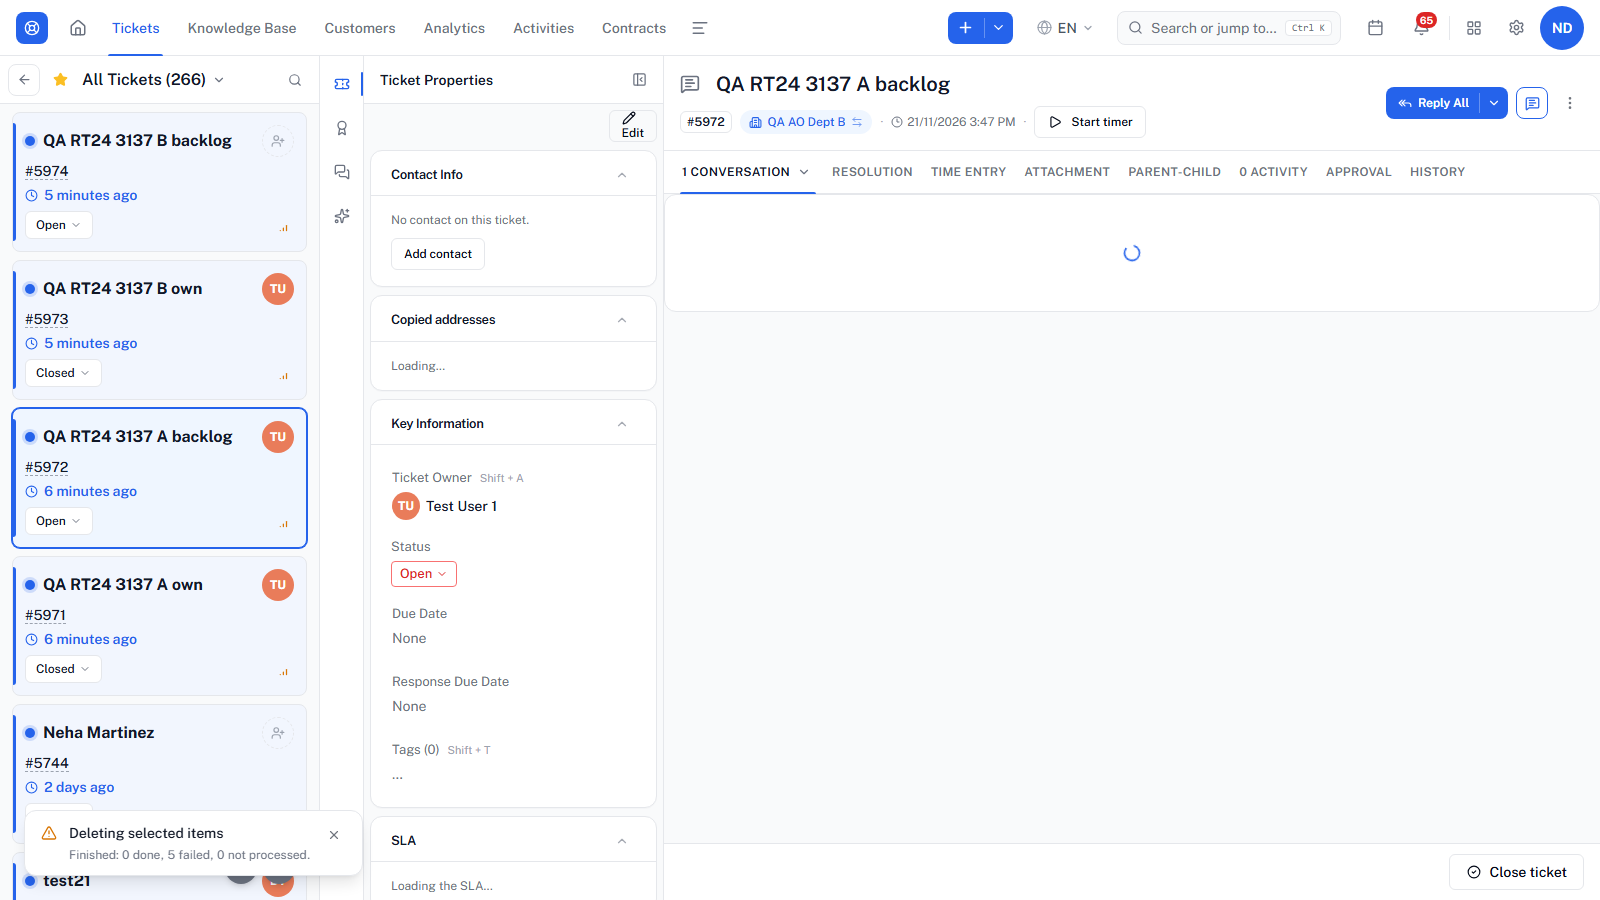 Tickets
Knowledge Base
Customers
Analytics
Activities
Contracts
EN
Search or jump to...
Ctrl K
65
ND
All Tickets (266)
QA RT24 3137 B backlog
#5974
5 minutes ago
Open
QA RT24 3137 B own
TU
#5973
5 minutes ago
Closed
QA RT24 3137 A backlog
TU
#5972
6 minutes ago
Open
QA RT24 3137 A own
TU
#5971
6 minutes ago
Closed
Neha Martinez
#5744
2 days ago
Deleting selected items
Finished: 0 done, 5 failed, 0 not processed.
test21
Ticket Properties
Edit
Contact Info
No contact on this ticket.
Add contact
Copied addresses
Loading...
Key Information
Ticket Owner Shift + A
TU Test User 1
Status
Open
Due Date
None
Response Due Date
None
Tags (0) Shift + T
...
SLA
Loading the SLA...
QA RT24 3137 A backlog
#5972
QA AO Dept B
· 21/11/2026 3:47 PM ·
Start timer
Reply All
1 CONVERSATION
RESOLUTION
TIME ENTRY
ATTACHMENT
PARENT-CHILD
0 ACTIVITY
APPROVAL
HISTORY
Close ticket